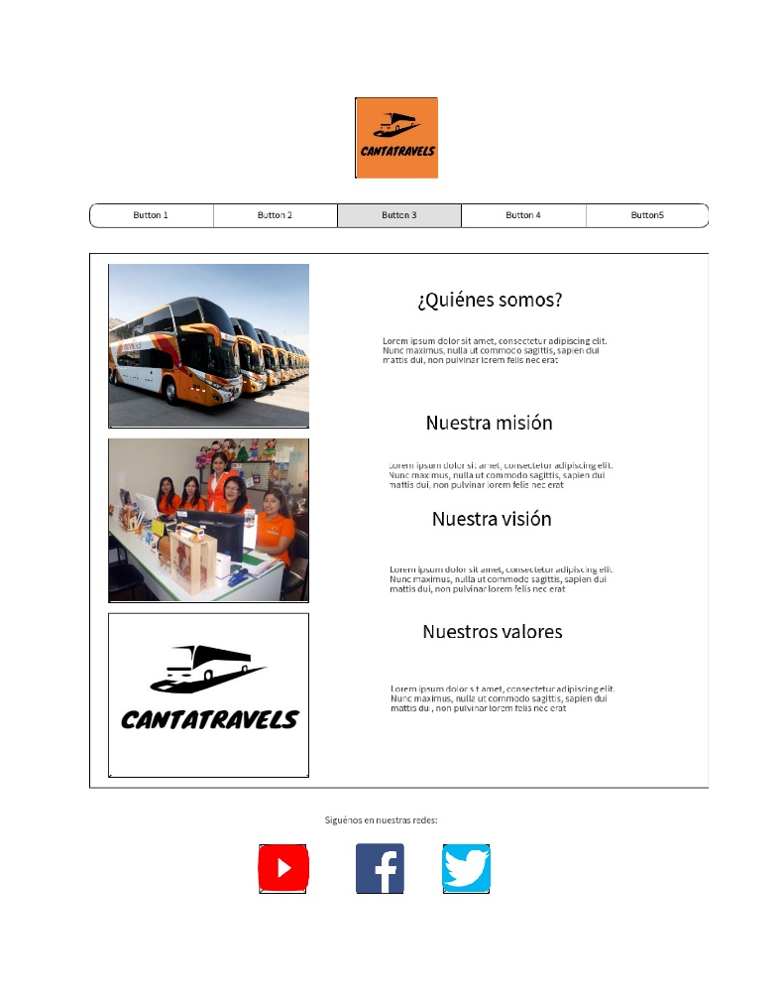 CANTATRAVELS
Button 1
Button 2
Button 3
Button 4
Button5
¿Quiénes somos?
Lorem ipsum dolor sit amet, consectetur adipiscing elit.
Nunc maximus, nulla ut commodo sagittis, sapien dui
mattis dui, non pulvinar lorem felis nec erat
Nuestra misión
Lorem ipsum dolor sit amet, consectetur adipiscing elit.
Nunc maximus, nulla ut commodo sagittis, sapien dui
mattis dui, non pulvinar lorem felis nec erat
Nuestra visión
Lorem ipsum dolor sit amet, consectetur adipiscing elit.
Nunc maximus, nulla ut commodo sagittis, sapien dui
mattis dui, non pulvinar lorem felis nec erat
CANTATRAVELS
Nuestros valores
Lorem ipsum dolor sit amet, consectetur adipiscing elit.
Nunc maximus, nulla ut commodo sagittis, sapien dui
mattis dui, non pulvinar lorem felis nec erat
Siguénos en nuestras redes: